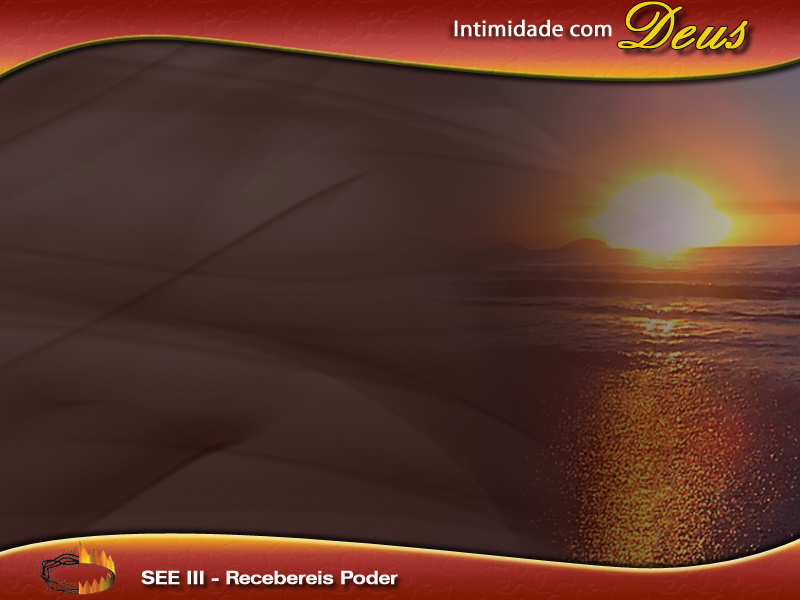 Intimidade com Deus
SEE III - Recebereis Poder